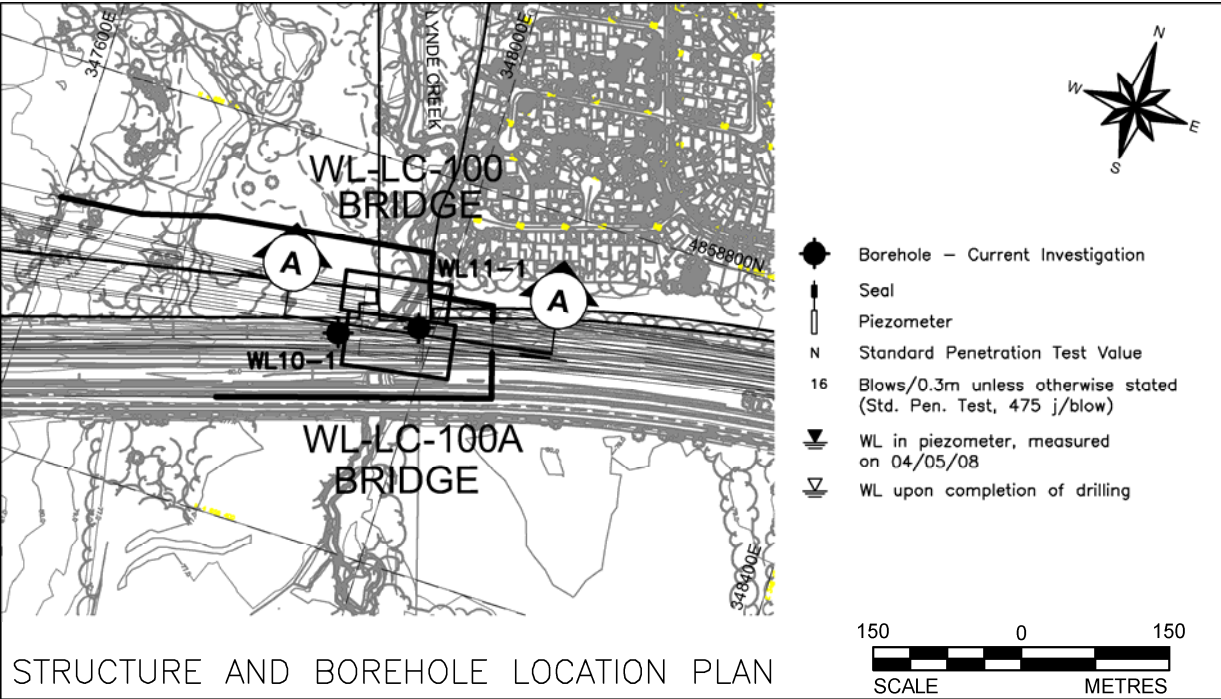 347600E
LYNDE CREEK
348000E
WL-LC-100
BRIDGE
4858800N
A
WL11-1
A
WL10-1
WL-LC-100A
BRIDGE
348400E
STRUCTURE AND BOREHOLE LOCATION PLAN
N
W
E
S
Borehole – Current Investigation
Seal
Piezometer
N Standard Penetration Test Value
16 Blows/0.3m unless otherwise stated
(Std. Pen. Test, 475 j/blow)
WL in piezometer, measured
on 04/05/08
WL upon completion of drilling
150 0 150
SCALE METRES